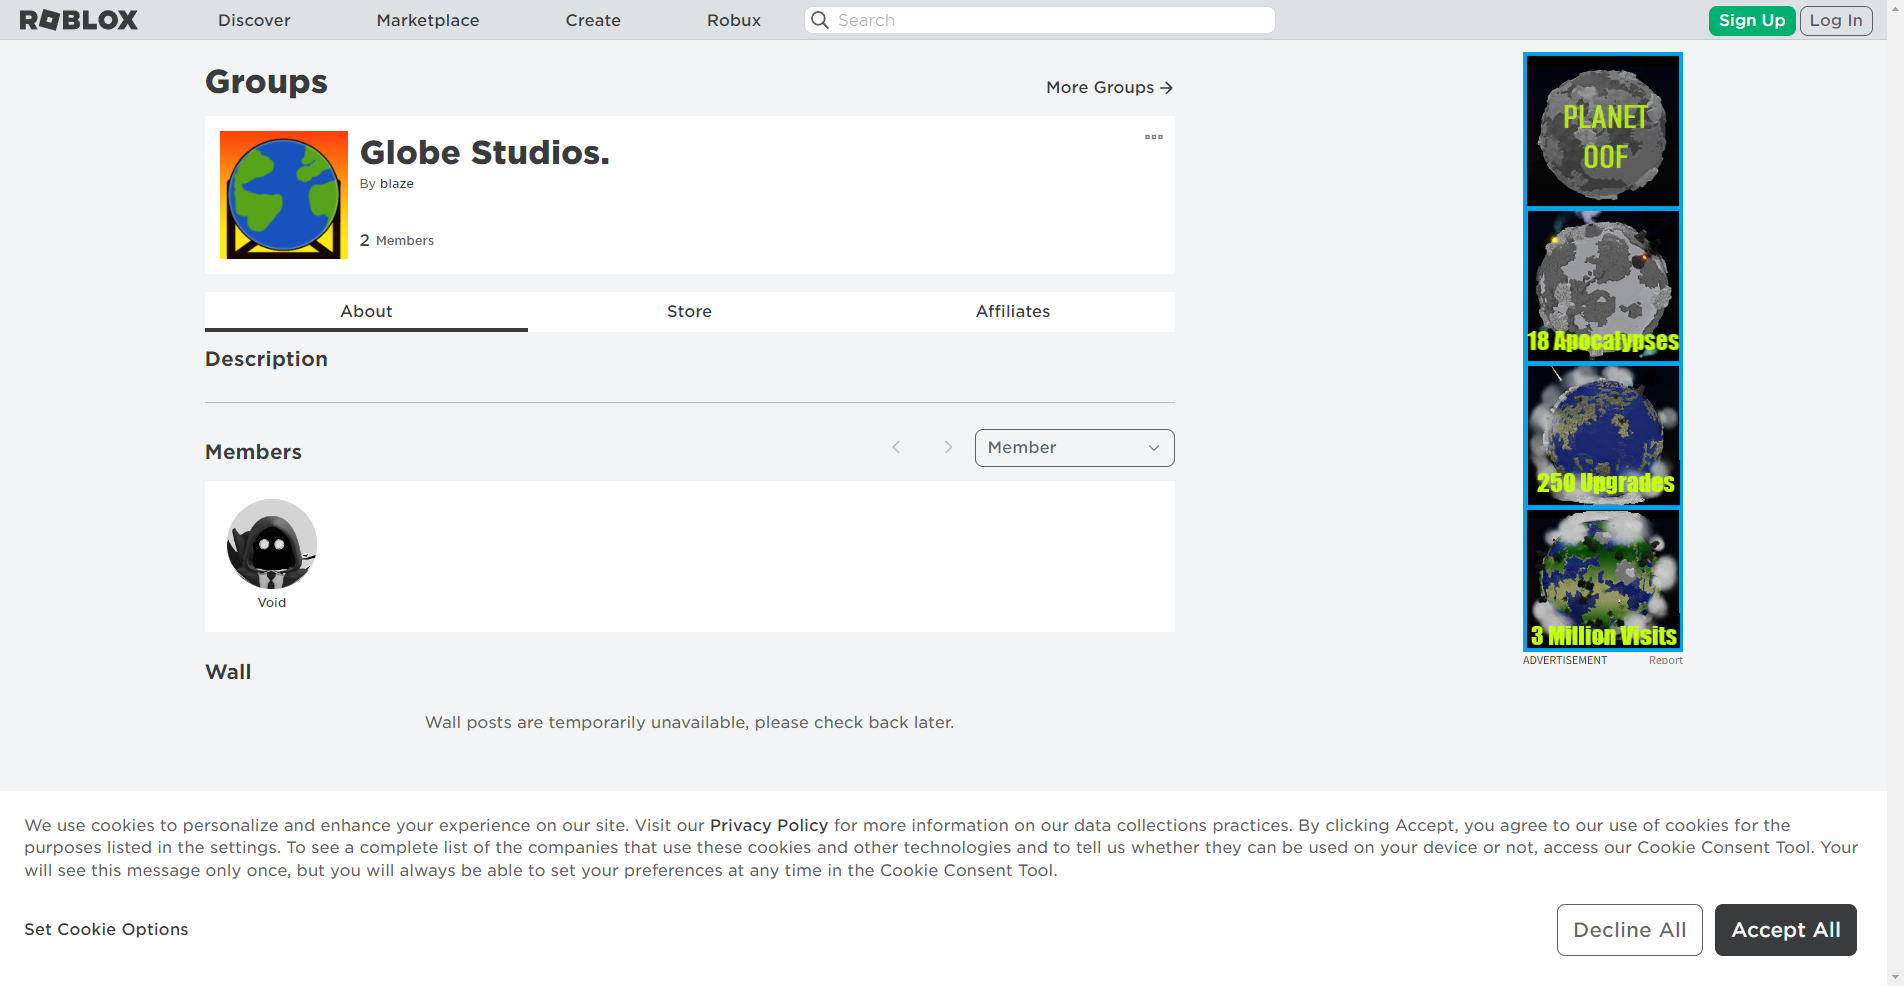 ROBLOX
Discover
Marketplace
Create
Robux
Search
Sign Up
Log In
Groups
More Groups
Globe Studios.
By blaze
2 Members
About
Store
Affiliates
Description
Members
Member
Void
Wall
Wall posts are temporarily unavailable, please check back later.
PLANET
OOF
18 Apocalypses
250 Upgrades
3 Million Visits
ADVERTISEMENT
Report
We use cookies to personalize and enhance your experience on our site. Visit our Privacy Policy for more information on our data collections practices. By clicking Accept, you agree to our use of cookies for the
purposes listed in the settings. To see a complete list of the companies that use these cookies and other technologies and to tell us whether they can be used on your device or not, access our Cookie Consent Tool. Your
will see this message only once, but you will always be able to set your preferences at any time in the Cookie Consent Tool.
Set Cookie Options
Decline All
Accept All